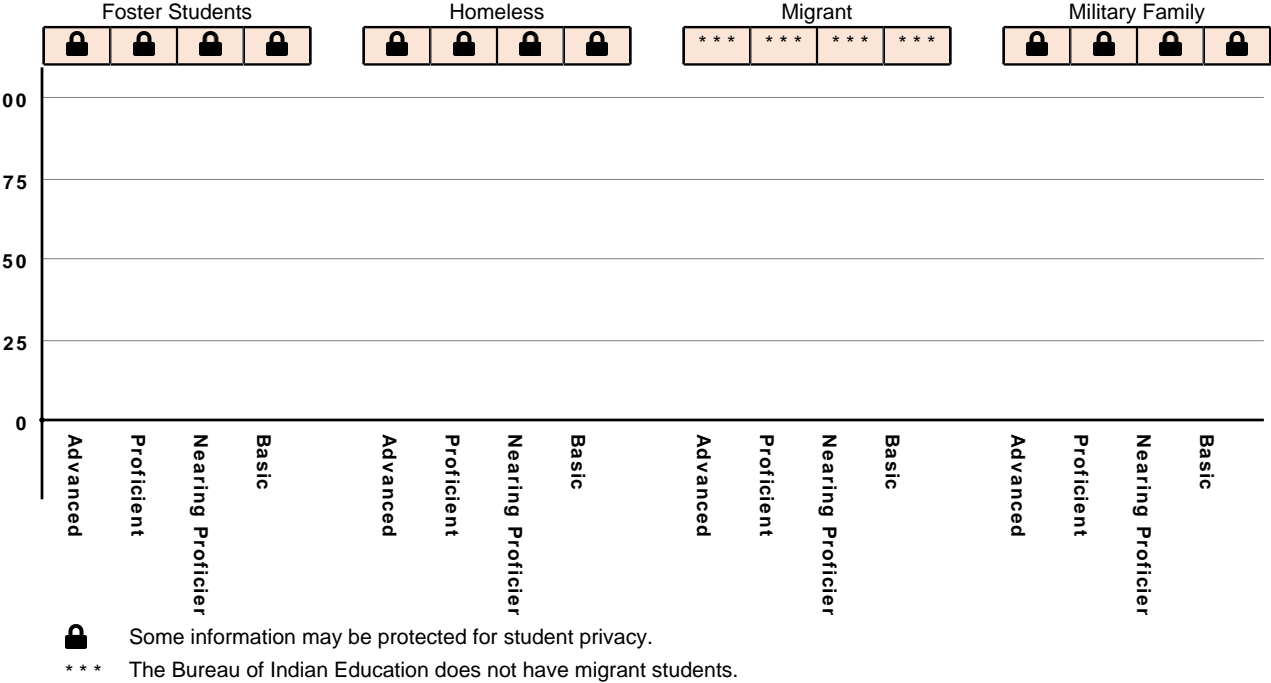 Foster Students Homeless Migrant Military Family
* * * * * * * * * * * *
00
75
50
25
0
Advanced Proficient Nearing Proficier Basic Advanced Proficient Nearing Proficier Basic Advanced Proficient Nearing Proficier Basic Advanced Proficient Nearing Proficier Basic
Some information may be protected for student privacy.
* * * The Bureau of Indian Education does not have migrant students.